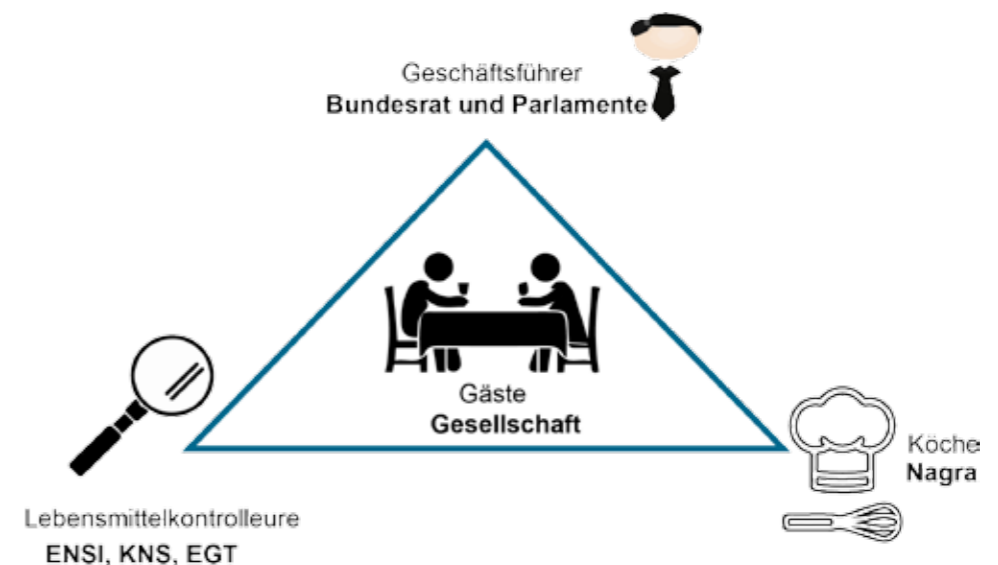 Geschäftsführer
Bundesrat und Parlamente
Gäste
Gesellschaft
Köche
Nagra
Lebensmittelkontrolleure
ENSI, KNS, EGT